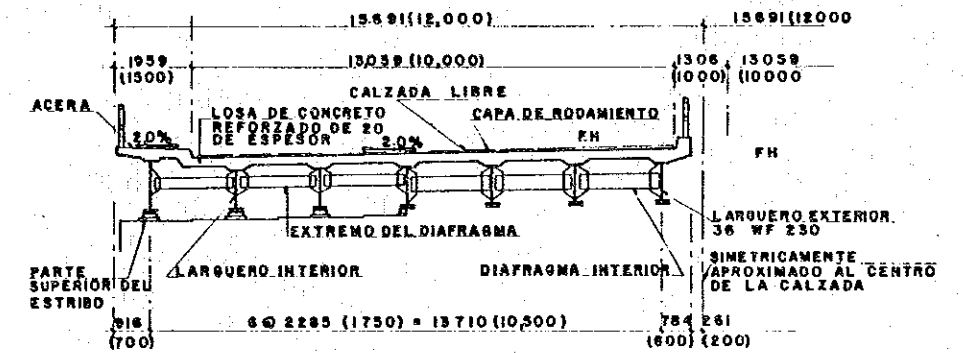 15691(12,000)
15691(12000
1959
(1500)
13,059(10,000)
1306
(1000)
13059
(10000
CALZADA LIBRE
ACERA
LOSA DE CONCRETO
REFORZADO DE 20
DE ESPESOR
CAPA DE RODAMIENTO
2.0%
2.0%
F.H
FH
EXTREMO DEL DIAFRAGMA
LARGUERO EXTERIOR
36 WF 230
PARTE
SUPERIOR DEL
ESTRIBO
LARGUERO INTERIOR
DIAFRAGMA INTERIOR
SIMETRICAMENTE
APROXIMADO AL CENTRO
DE LA CALZADA
916
(700)
6@ 2285 (1750) = 13710(10,500)
784
(600)
261
(200)